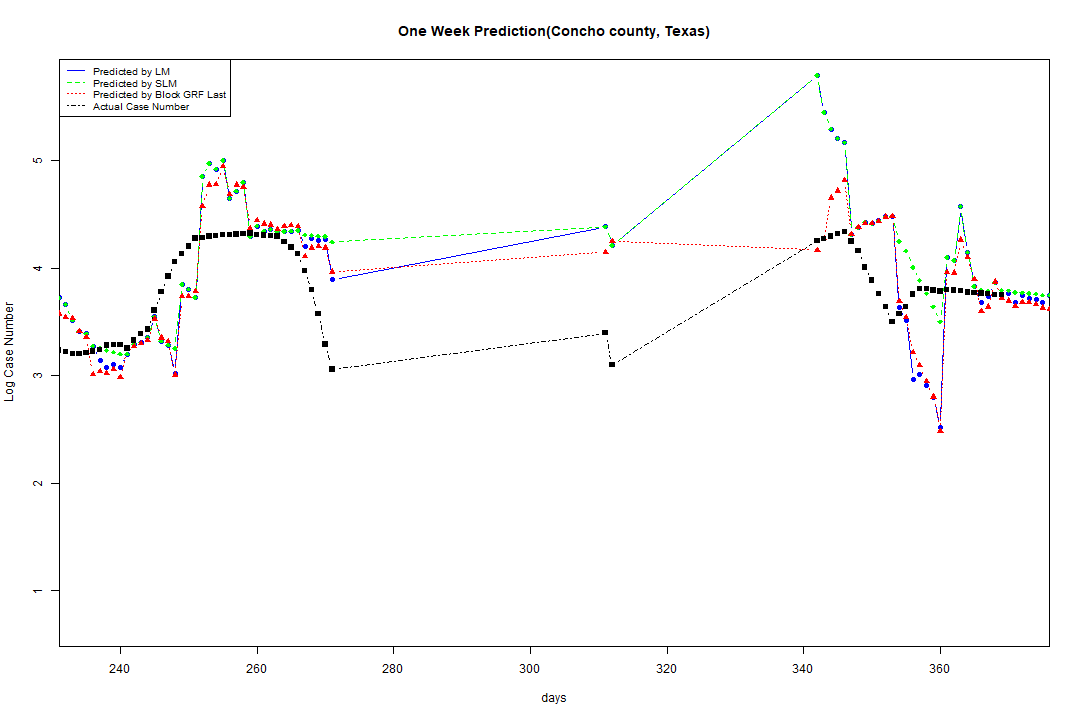 One Week Prediction(Concho county, Texas)
Predicted by LM
Predicted by SLM
Predicted by Block GRF Last
Actual Case Number
Log Case Number
5
4
3
2
1
240 260 280 300 320 340 360
days